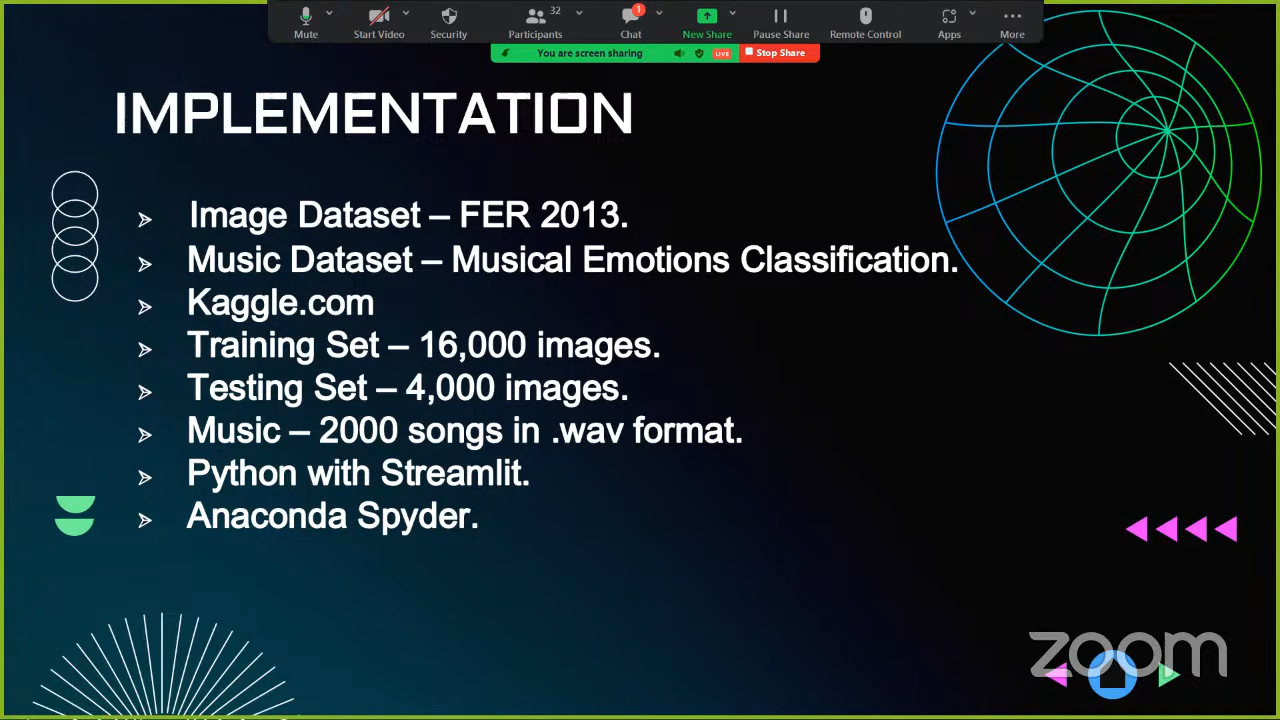 32
1
Mute
Start Video
Security
Participants
Chat
New Share
Pause Share
Remote Control
Apps
More
You are screen sharing
LIVE
Stop Share
IMPLEMENTATION
Image Dataset – FER 2013.
Music Dataset – Musical Emotions Classification.
Kaggle.com
Training Set – 16,000 images.
Testing Set – 4,000 images.
Music – 2000 songs in .wav format.
Python with Streamlit.
Anaconda Spyder.
zoom